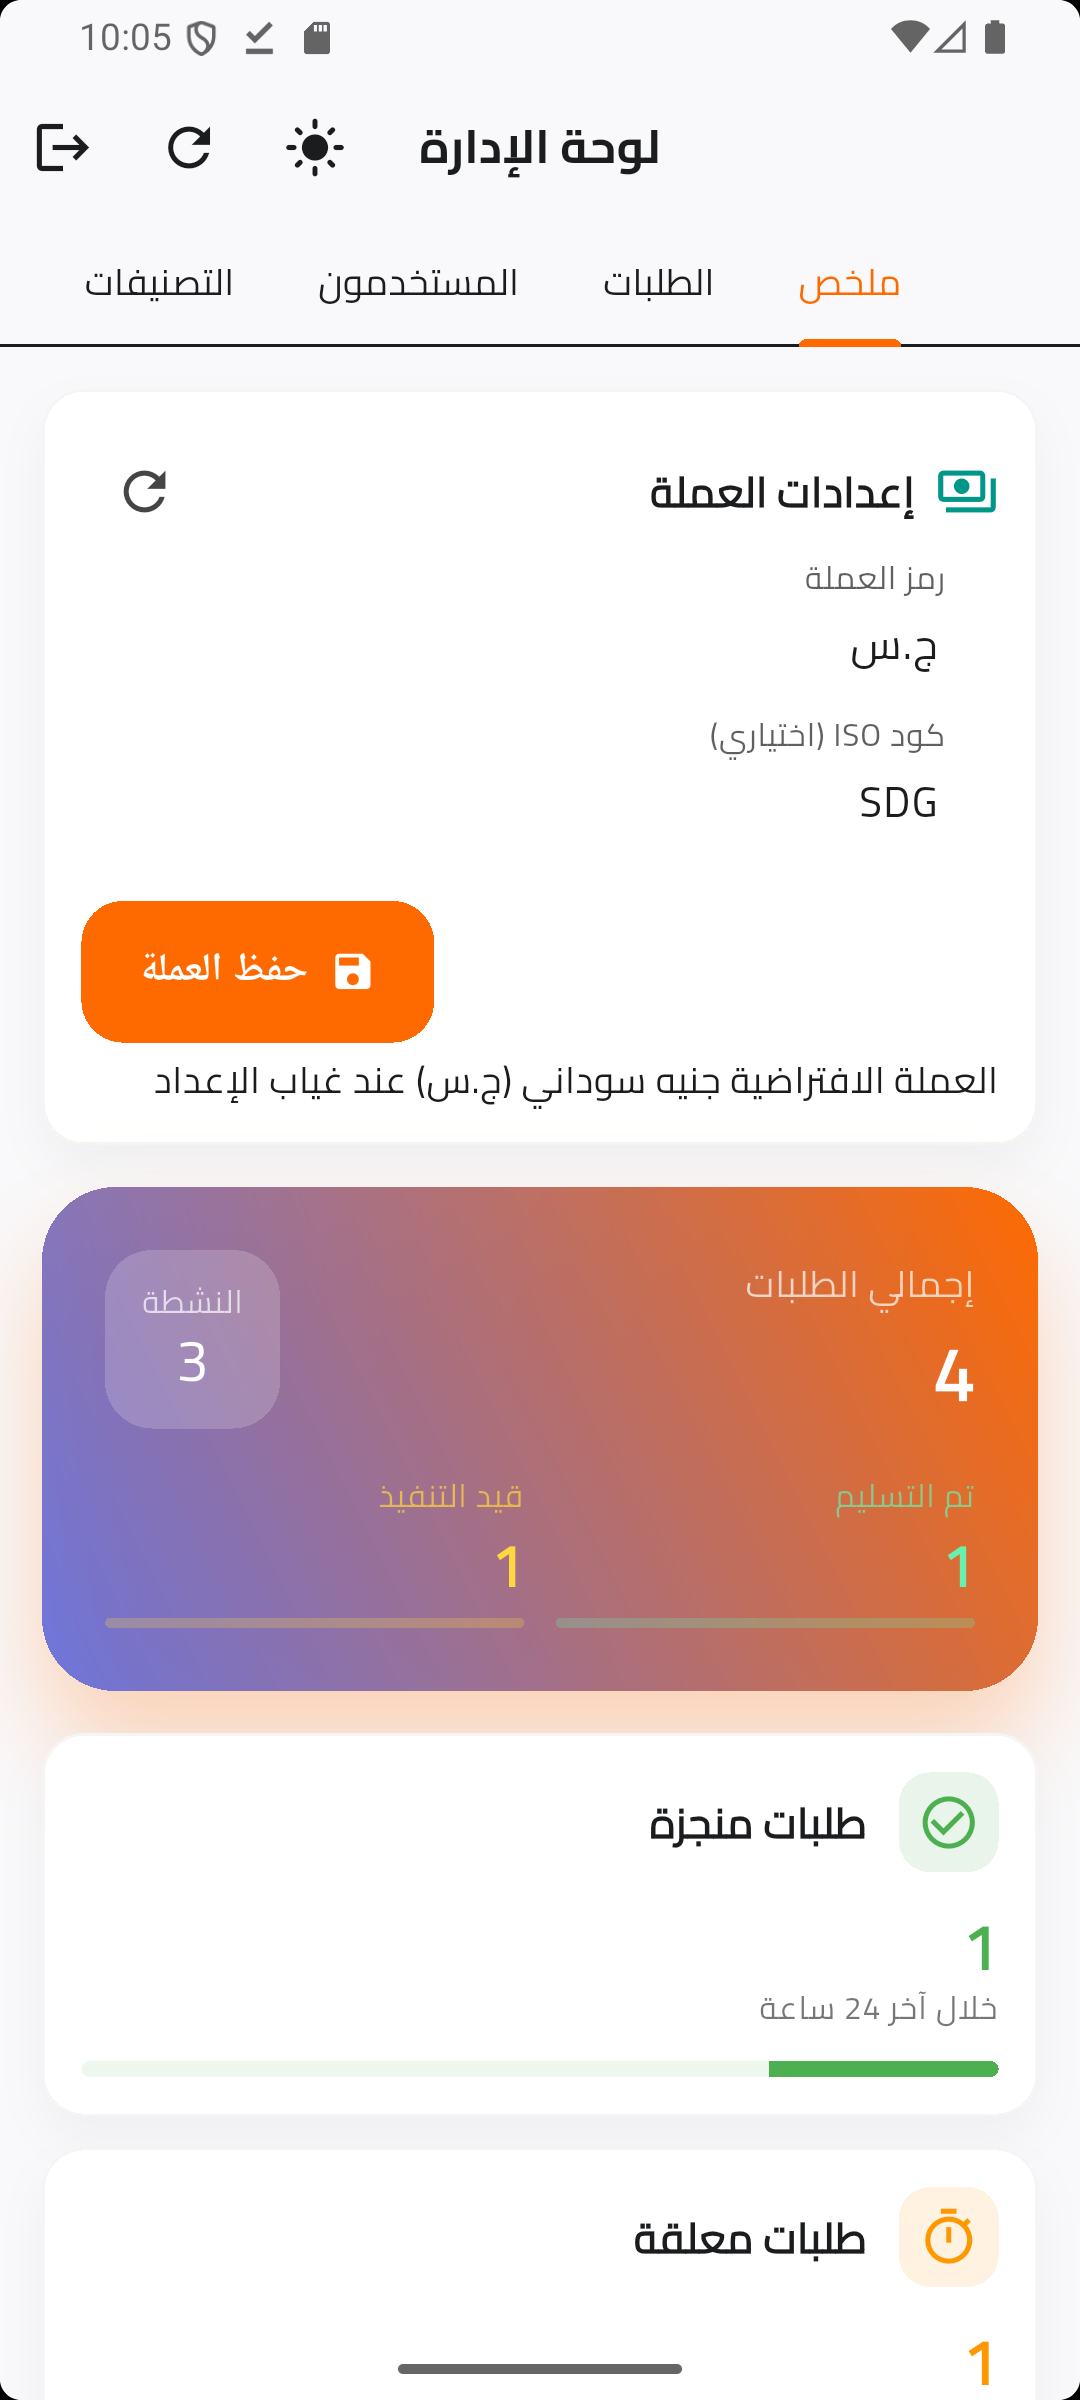 10:05
لوحة الإدارة
ملخص
الطلبات
المستخدمون
التصنيفات
إعدادات العملة
رمز العملة
ج.س
كود ISO (اختياري)
SDG
حفظ العملة
العملة الافتراضية جنيه سوداني (ج.س) عند غياب الإعداد
إجمالي الطلبات
4
النشطة
3
تم التسليم
1
قيد التنفيذ
1
طلبات منجزة
1
خلال آخر 24 ساعة
طلبات معلقة
1